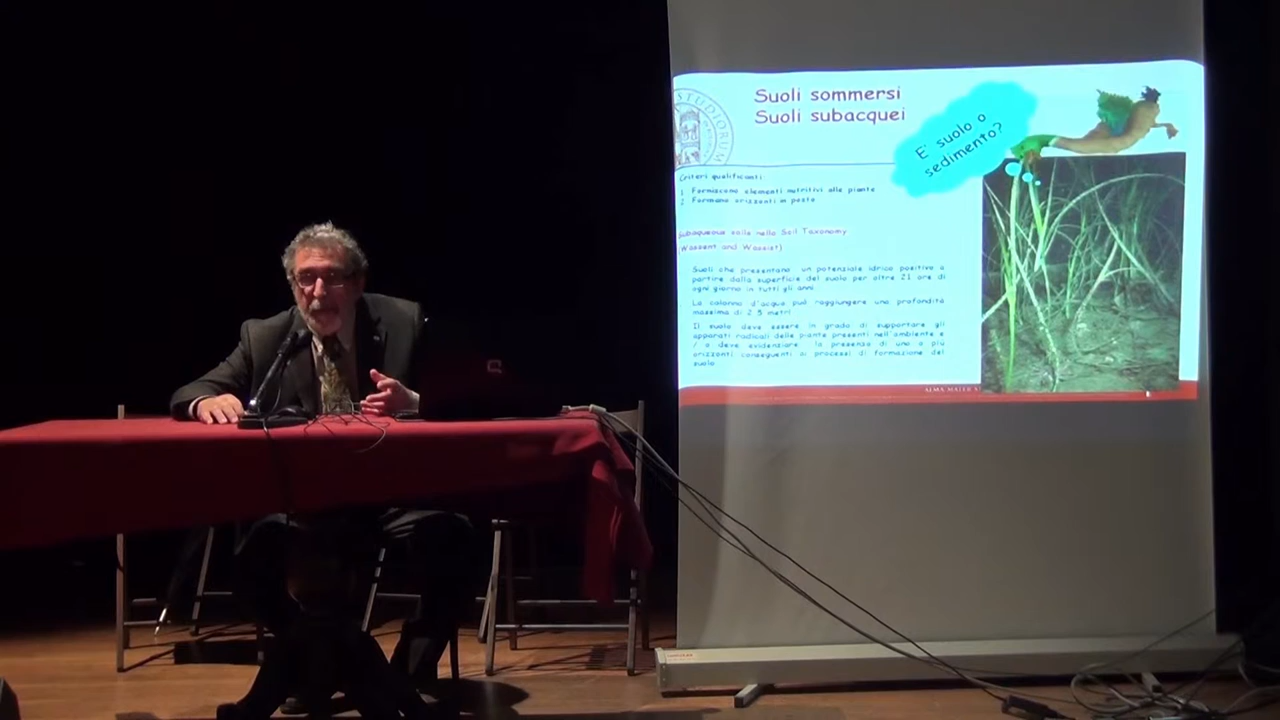 Suoli sommersi
Suoli subacquei
STUDIORUM
E' suolo o
sedimento?
Criteri qualificanti:
1 Forniscono elementi nutritivi alle piante
2 Formano orizzonti in posto
Subaqueous soils nella Soil Taxonomy
(Wassent and Wassist)
Suoli che presentano un potenziale idrico positivo a
partire dalla superficie del suolo per oltre 21 ore di
ogni giorno in tutti gli anni
La colonna d'acqua può raggiungere una profondità
massima di 2.5 metri
Il suolo deve essere in grado di supportare gli
apparati radicali delle piante presenti nell'ambiente e
/ o deve evidenziare la presenza di uno o più
orizzonti conseguenti ai processi di formazione del
suolo
ALMA MATER S